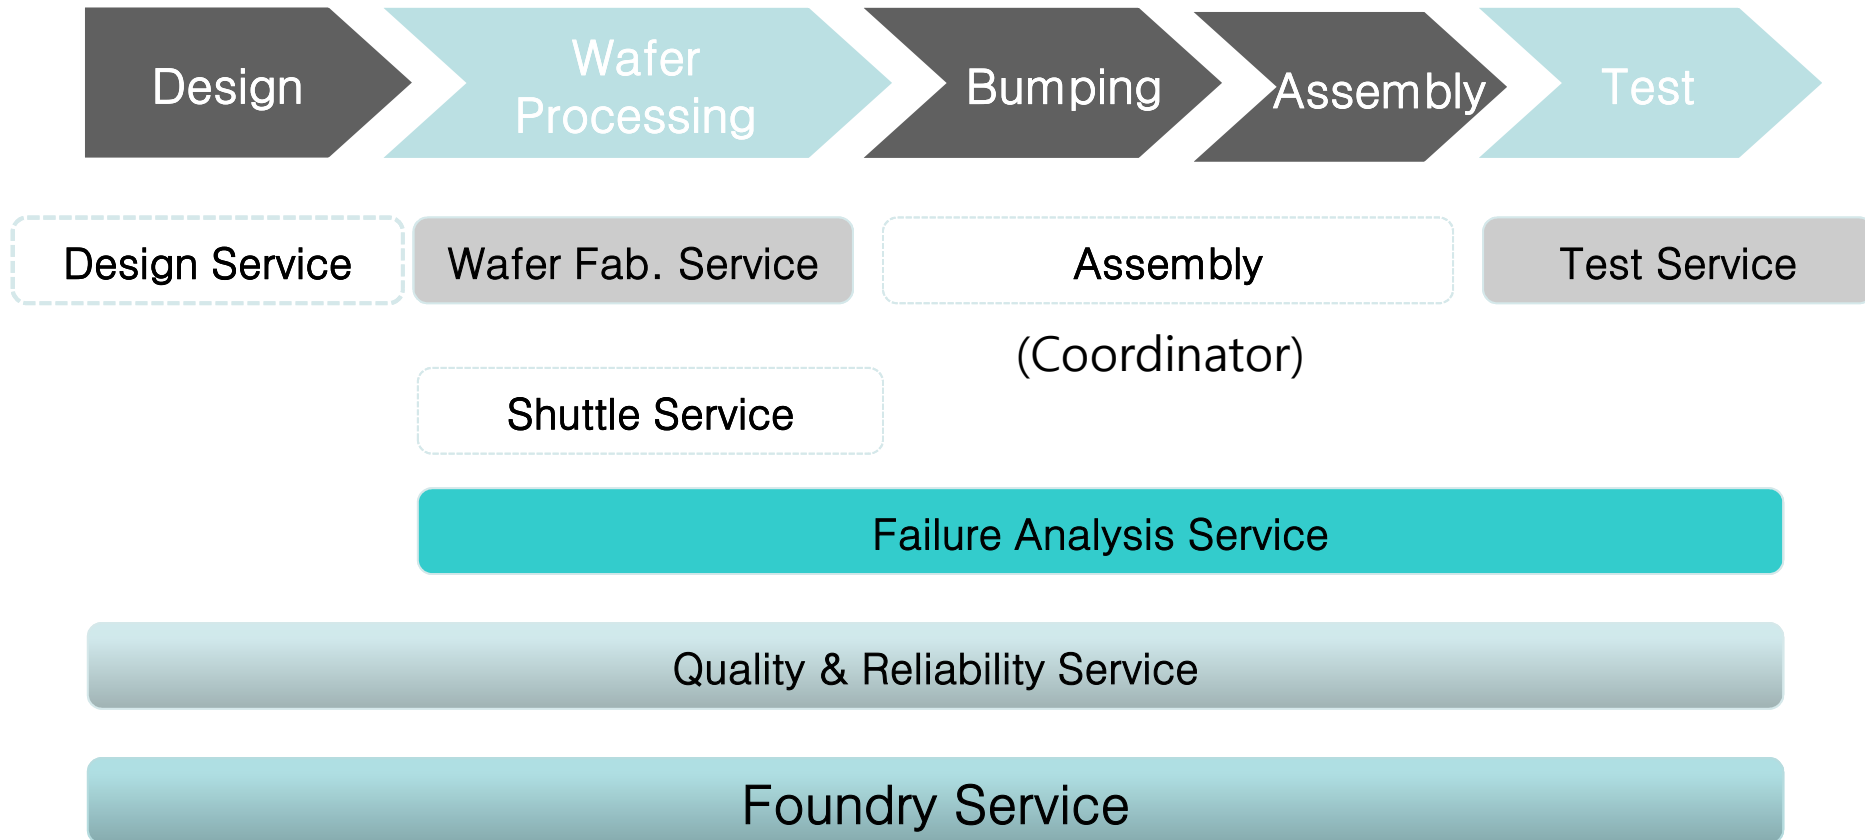 Design
Wafer
Processing
Bumping
Assembly
Test
Design Service
Wafer Fab. Service
Assembly
Test Service
(Coordinator)
Shuttle Service
Failure Analysis Service
Quality & Reliability Service
Foundry Service